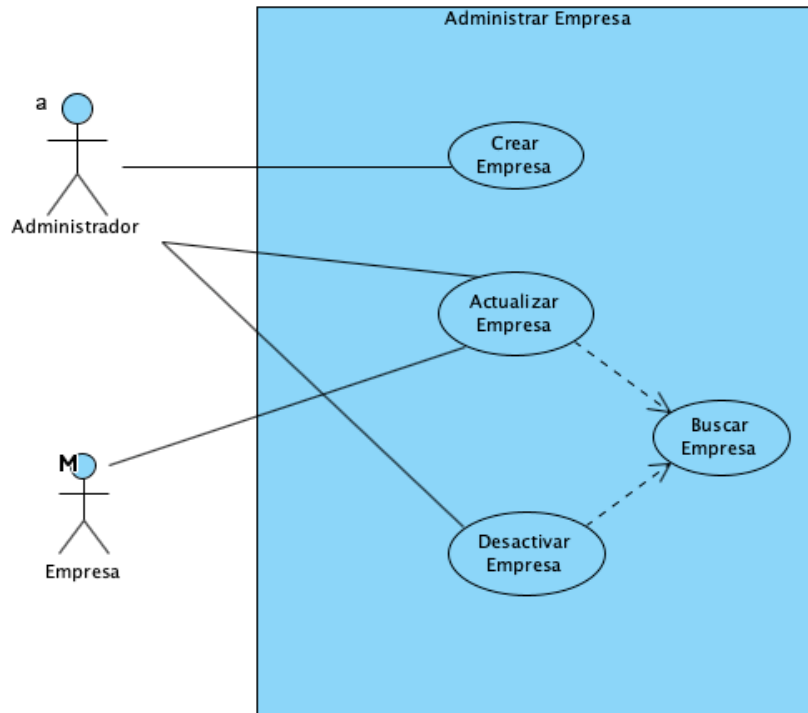 Administrar Empresa
a
Administrador
Crear
Empresa
Actualizar
Empresa
Buscar
Empresa
M
Empresa
Desactivar
Empresa